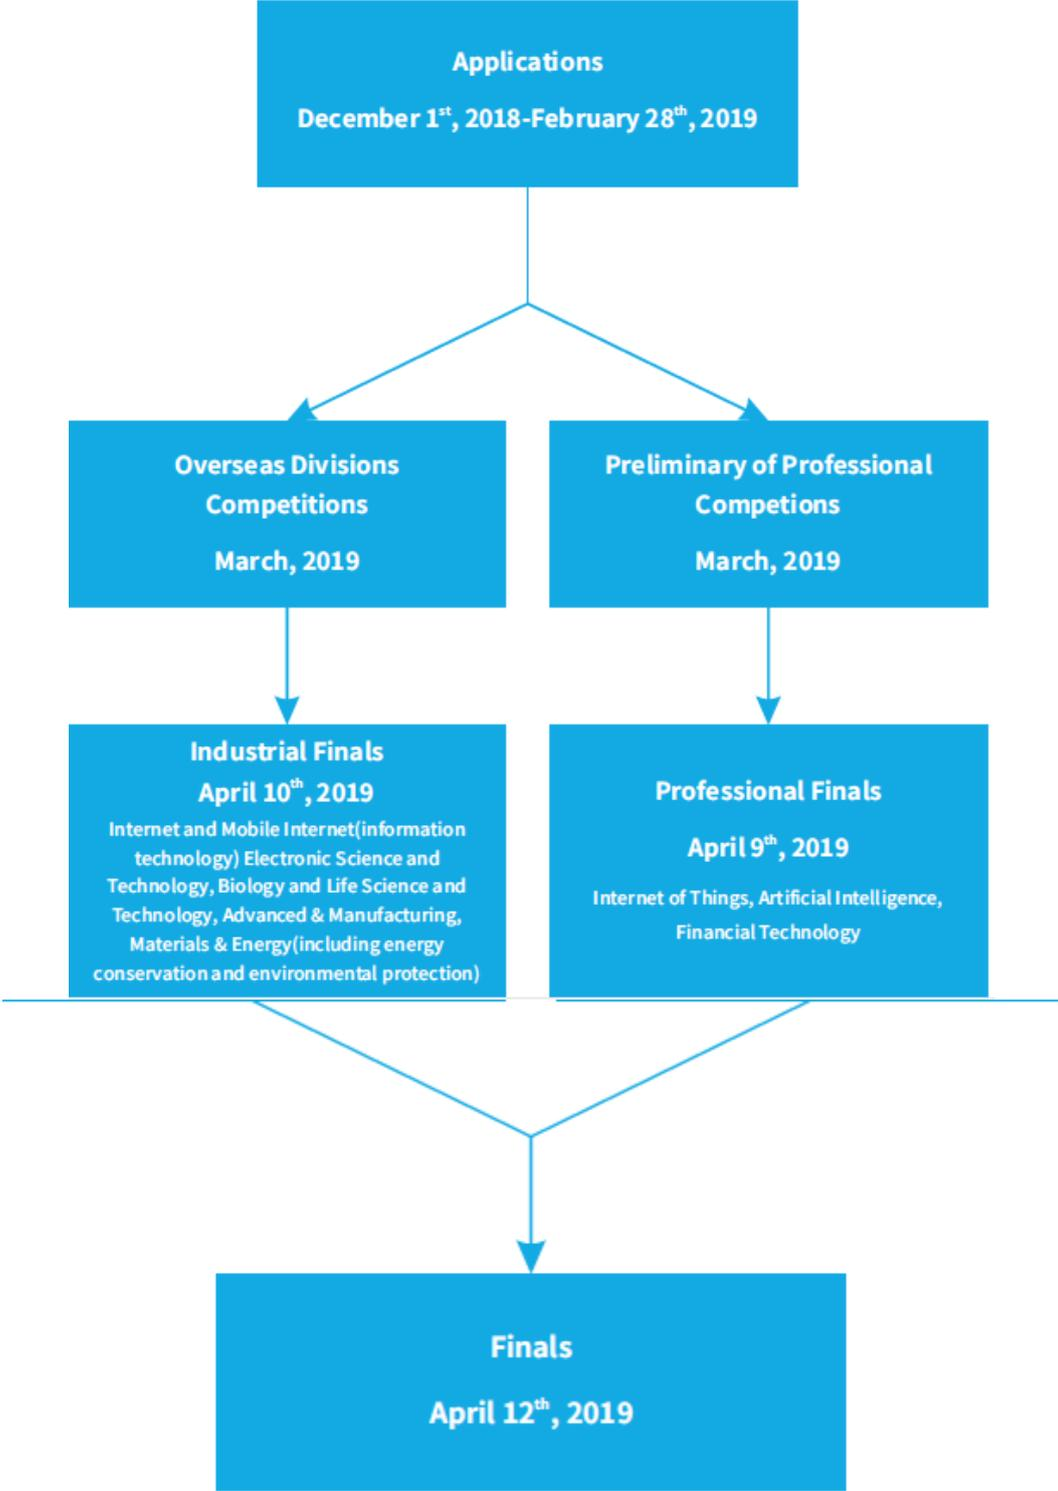 Applications
December 1st, 2018-February 28th, 2019
Overseas Divisions
Competitions
March, 2019
Preliminary of Professional
Competions
March, 2019
Industrial Finals
April 10th, 2019
Internet and Mobile Internet(information
technology) Electronic Science and
Technology, Biology and Life Science and
Technology, Advanced & Manufacturing,
Materials & Energy(including energy
conservation and environmental protection)
Professional Finals
April 9th, 2019
Internet of Things, Artificial Intelligence,
Financial Technology
Finals
April 12th, 2019